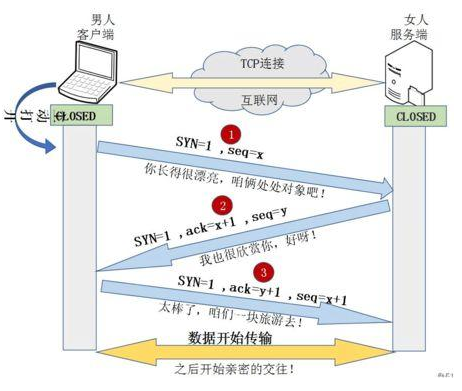 男人
客户端
女人
服务端
TCP连接
互联网
动打开
CLOSED
CLOSED
1
SYN=1 ,seq=x
你长得很漂亮，咱俩处处对象吧！
2
SYN=1 ,ack=x+1 ,seq=y
我也很欣赏你，好呀！
3
SYN=1 ,ack=y+1 ,seq=x+1
太棒了，咱们一块旅游去！
数据开始传输
之后开始亲密的交往！